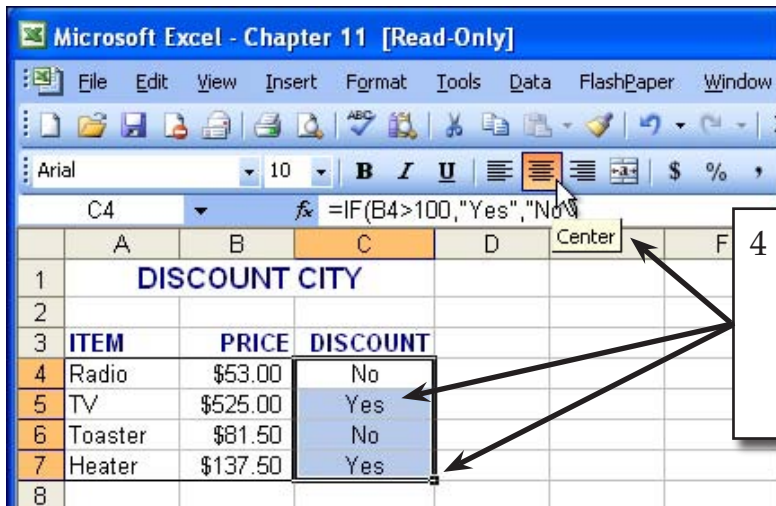 Microsoft Excel - Chapter 11 [Read-Only]
File Edit View Insert Format Tools Data FlashPaper Window
ABC
Arial 10 B I U $ % ,
C4 fx =IF(B4>100,"Yes","No
Center
A B C D F
4
1 DISCOUNT CITY
2
3 ITEM PRICE DISCOUNT
4 Radio $53.00 No
5 TV $525.00 Yes
6 Toaster $81.50 No
7 Heater $137.50 Yes
8